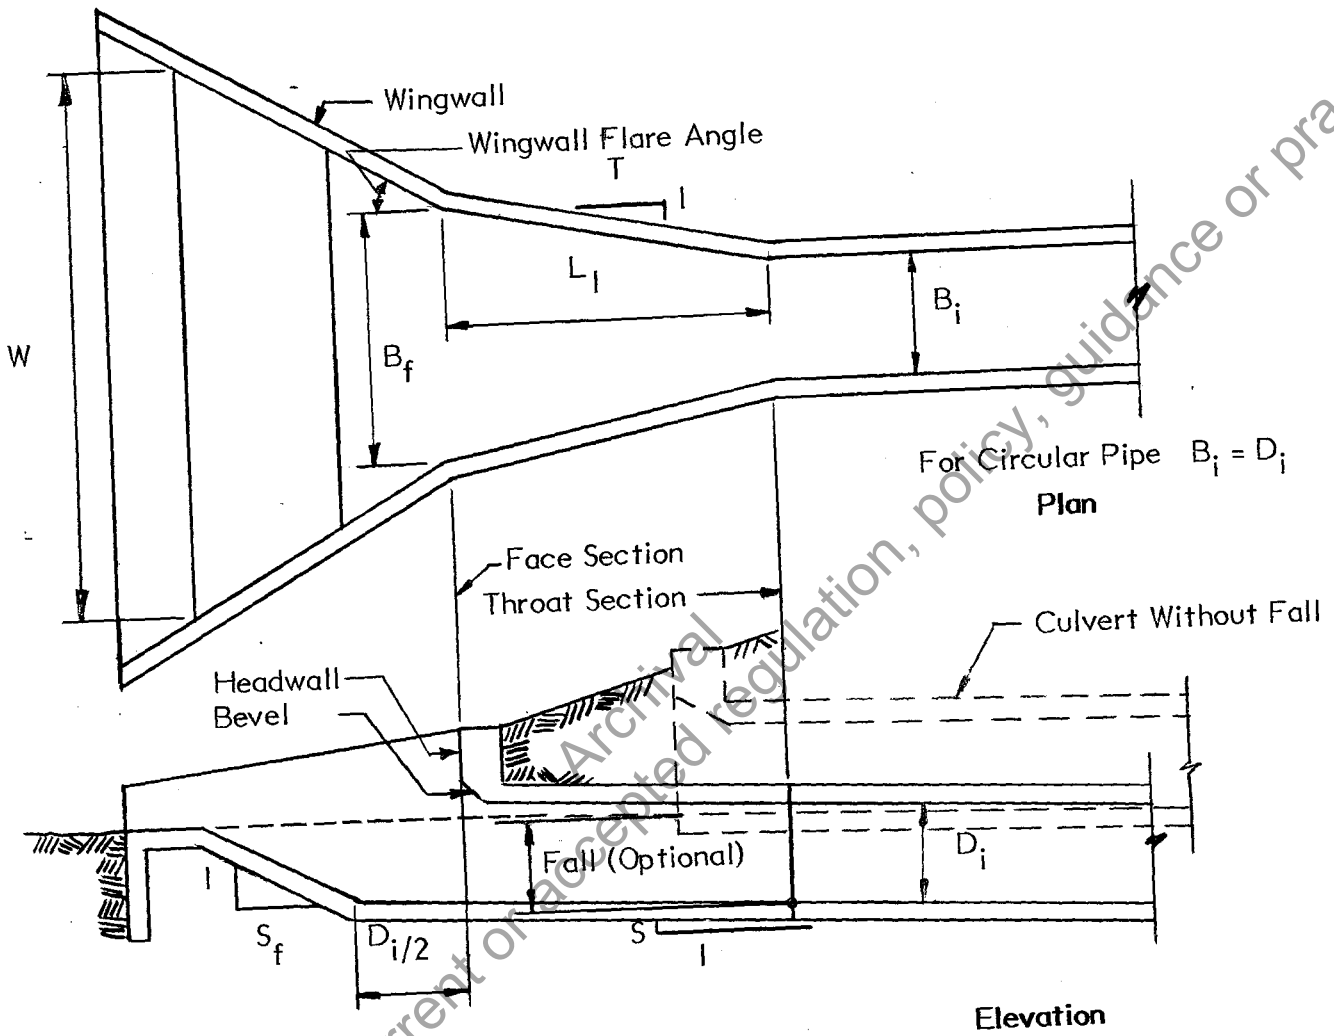 Wingwall
Wingwall Flare Angle
T
1
L1
Bi
W
Bf
For Circular Pipe Bi = Di
Plan
Face Section
Throat Section
Culvert Without Fall
Headwall
Bevel
Archival
rrent or accepted regulation, policy, guidance or pra
Fall (Optional)
Di
1
Sf
Di/2
S
1
Elevation